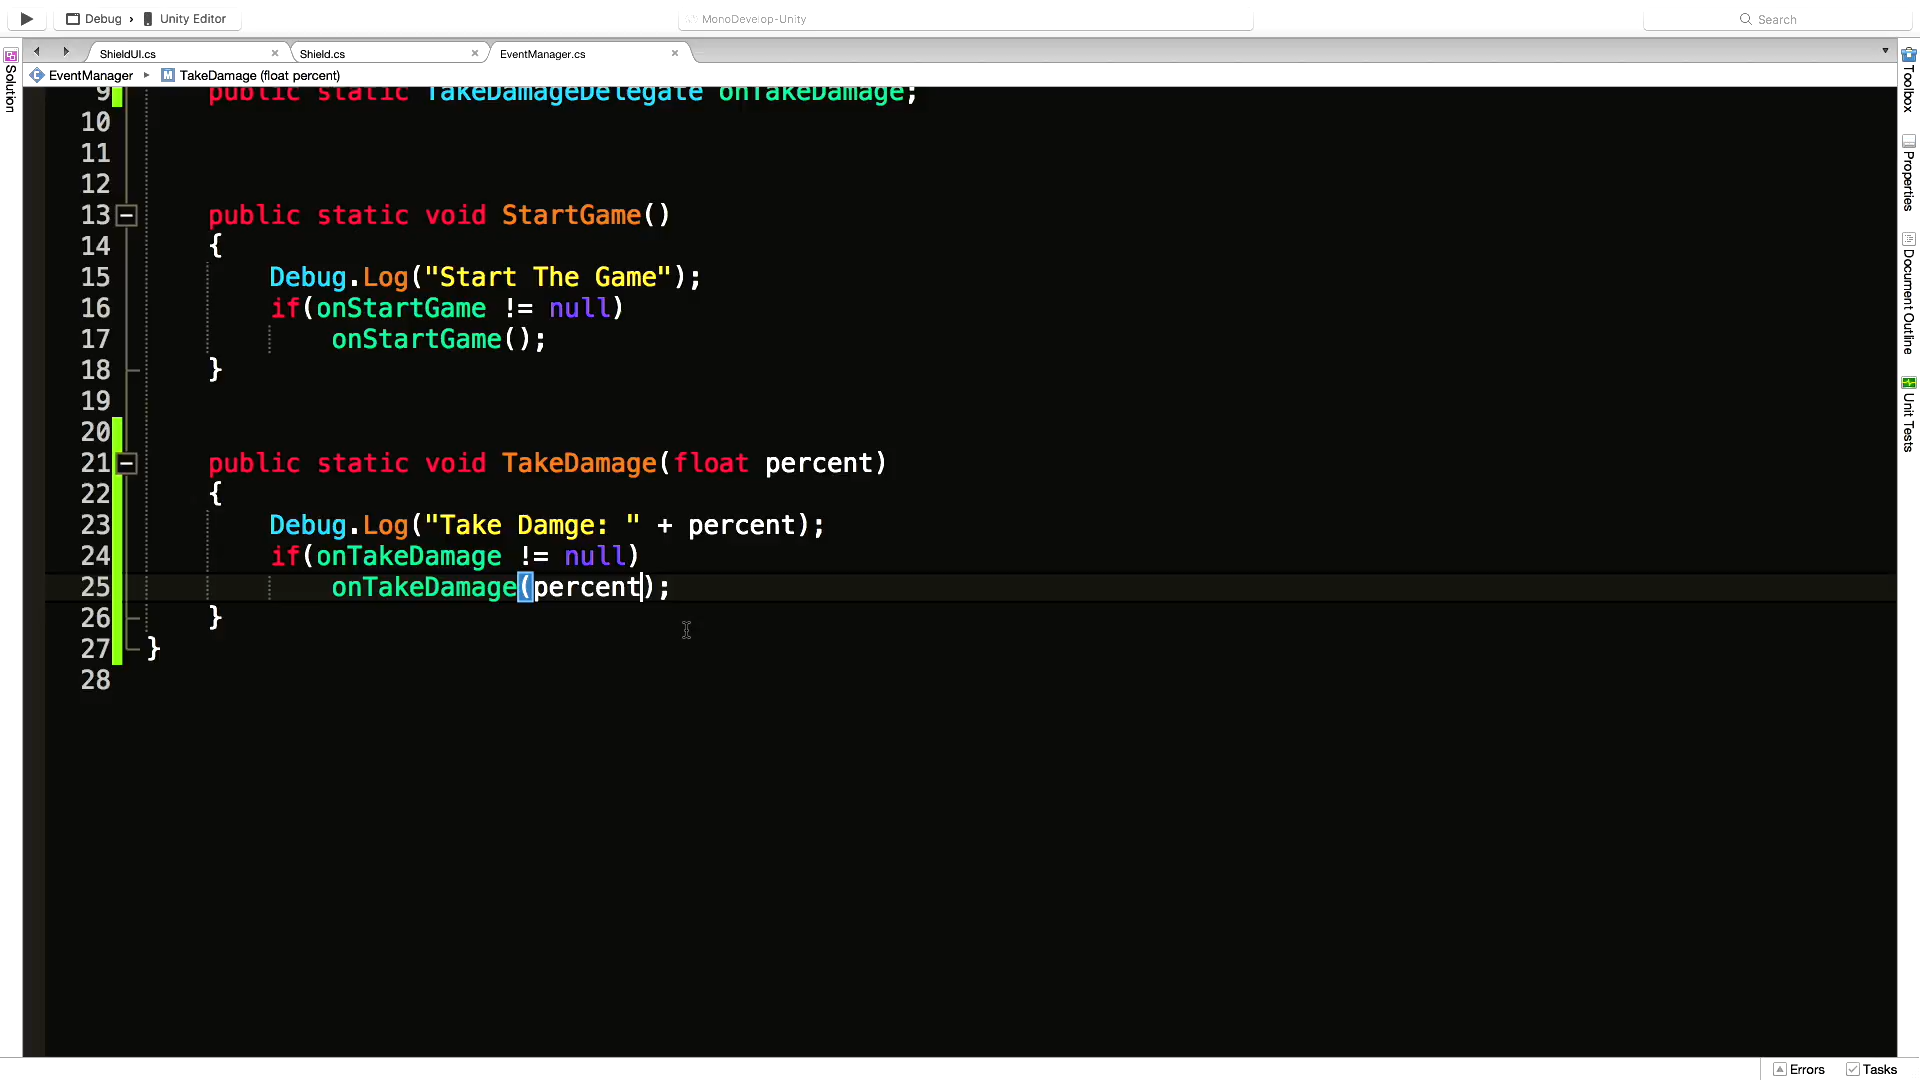 Debug › Unity Editor
MonoDevelop-Unity
Search
ShieldUI.cs
Shield.cs
EventManager.cs
EventManager ▸ TakeDamage (float percent)
Solution
Toolbox
Properties
Document Outline
Unit Tests
9 public static TakeDamageDelegate onTakeDamage;
10
11
12
13 public static void StartGame()
14 {
15 Debug.Log("Start The Game");
16 if(onStartGame != null)
17 onStartGame();
18 }
19
20
21 public static void TakeDamage(float percent)
22 {
23 Debug.Log("Take Damge: " + percent);
24 if(onTakeDamage != null)
25 onTakeDamage(percent);
26 }
27 }
28
Errors
Tasks